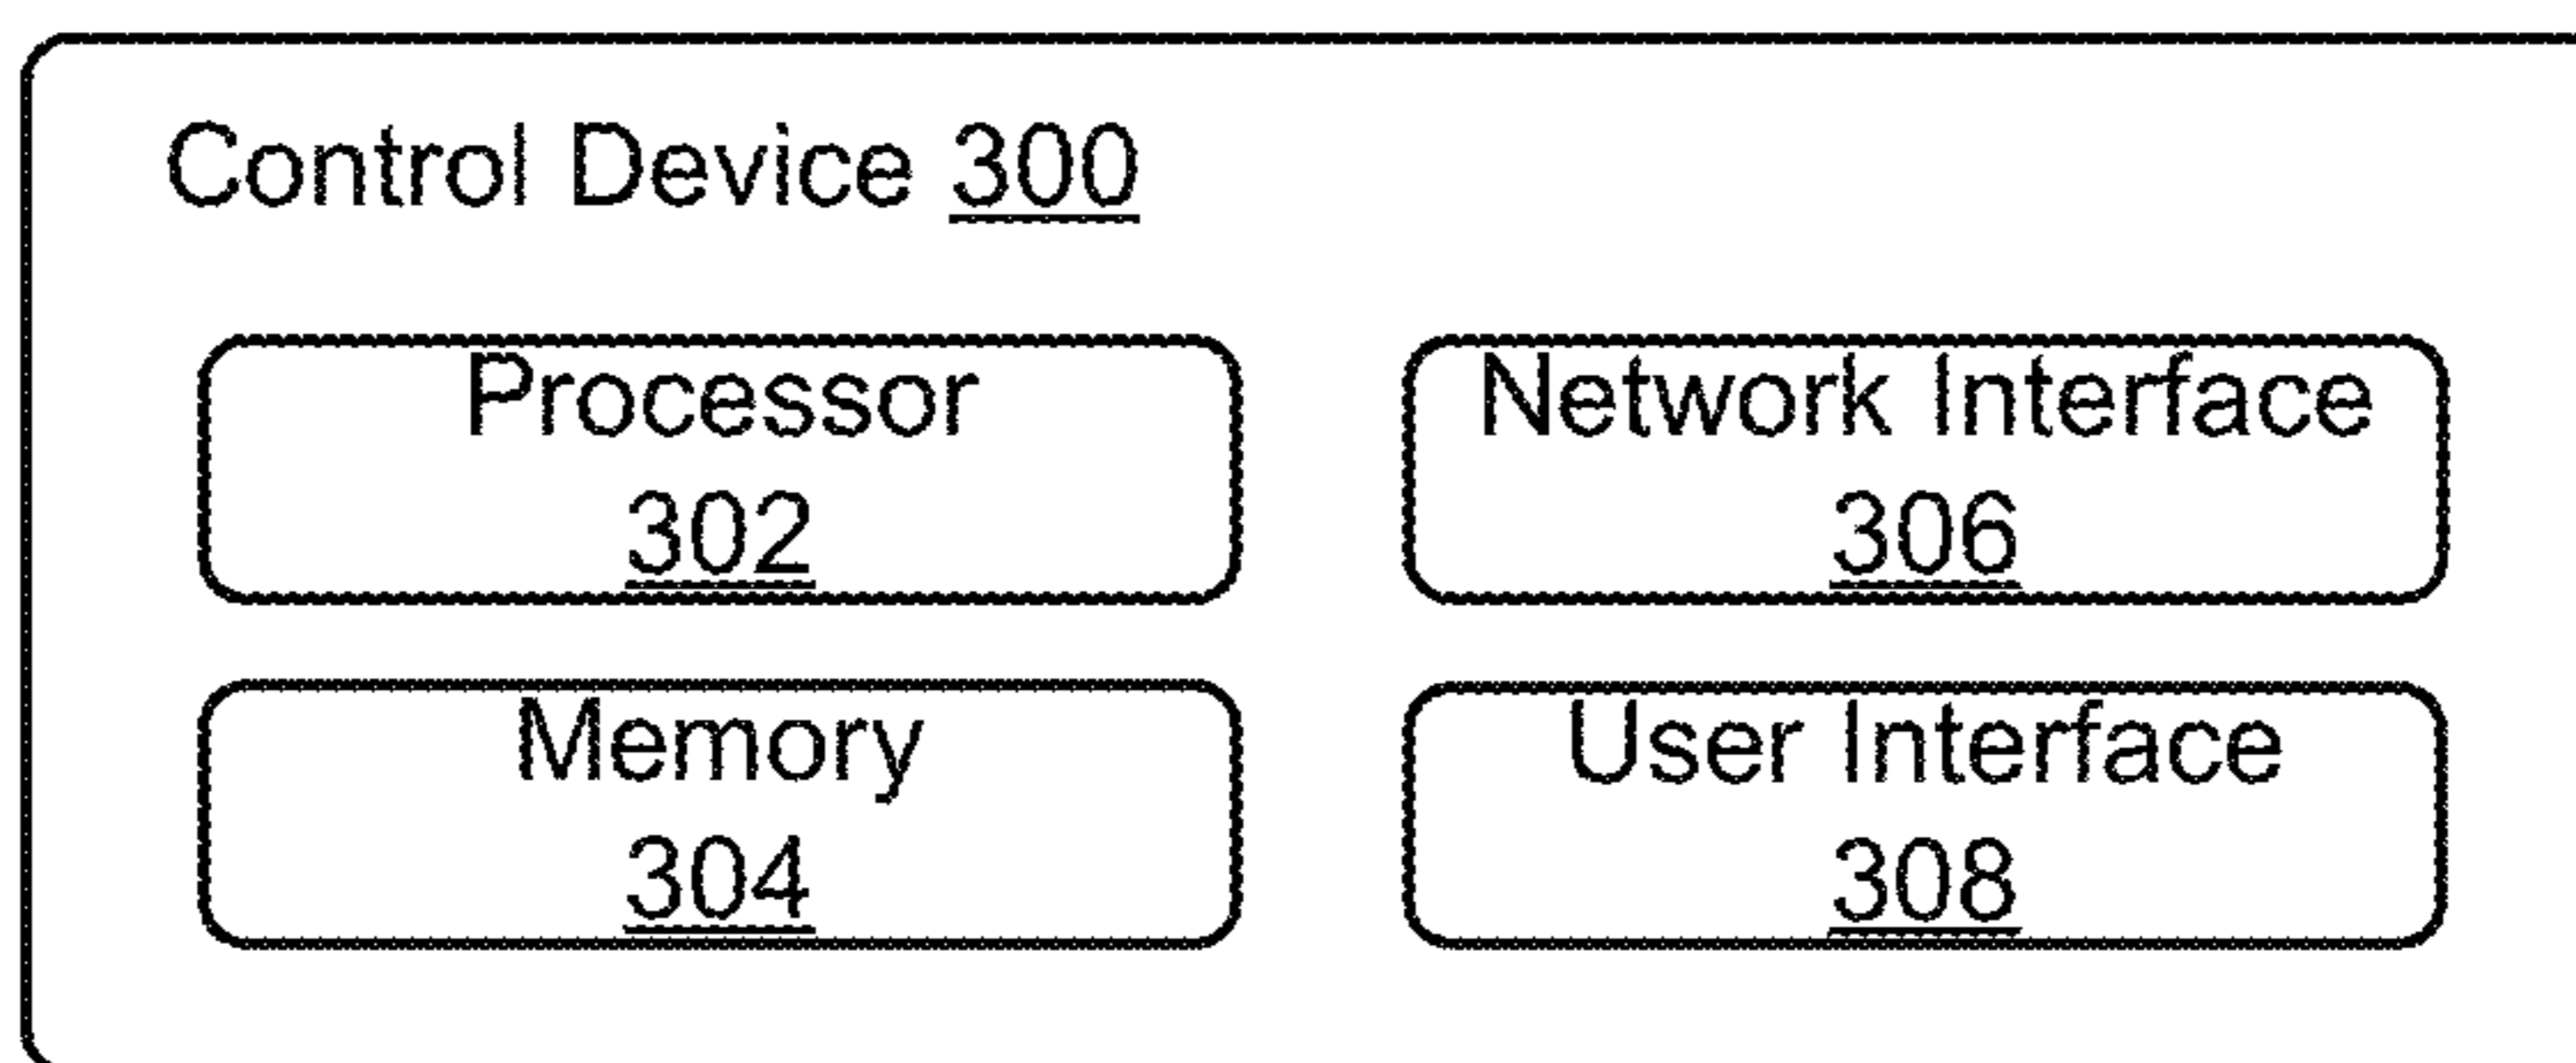 Control Device 300
Processor
302
Network Interface
306
Memory
304
User Interface
308